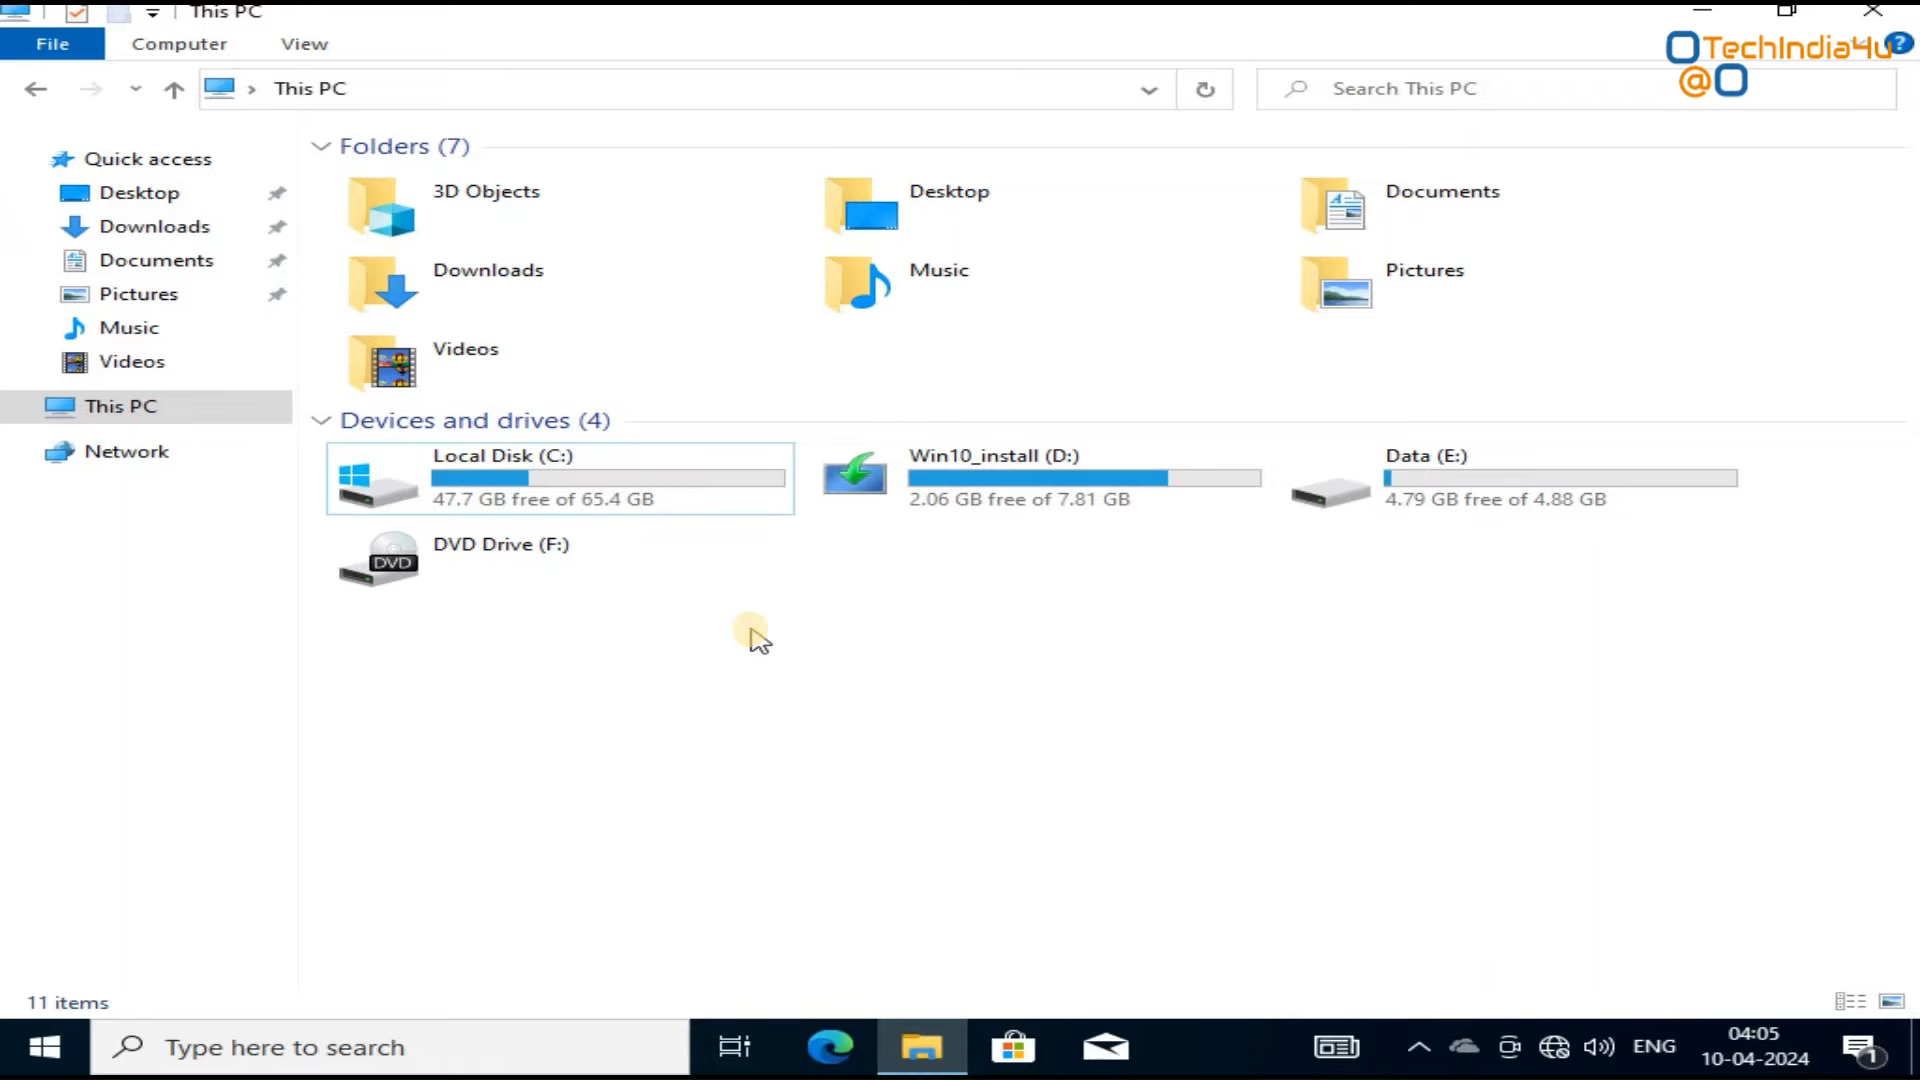 This PC
File Computer View
TechIndia4u
@
?
This PC
Search This PC
Quick access
Desktop
Downloads
Documents
Pictures
Music
Videos
This PC
Network
Folders (7)
3D Objects
Desktop
Documents
Downloads
Music
Pictures
Videos
Devices and drives (4)
Local Disk (C:)
47.7 GB free of 65.4 GB
Win10_install (D:)
2.06 GB free of 7.81 GB
Data (E:)
4.79 GB free of 4.88 GB
DVD
DVD Drive (F:)
11 items
Type here to search
ENG
04:05
10-04-2024
1